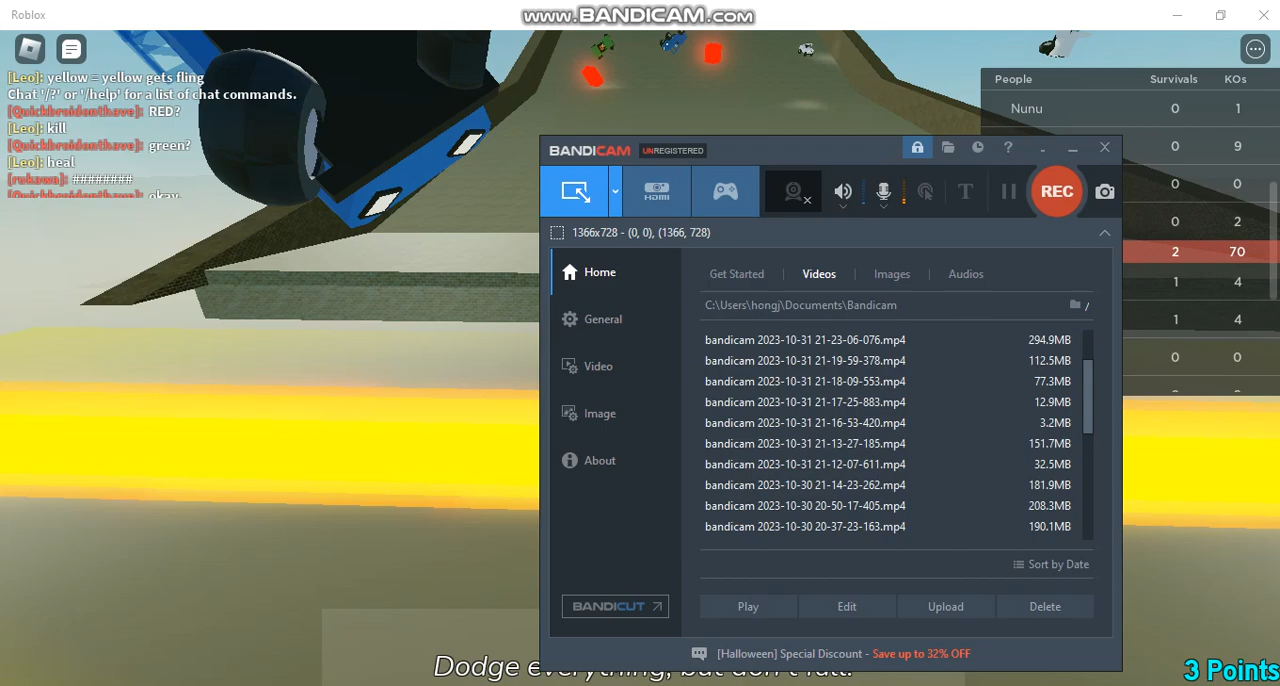 Roblox
www.BANDICAM.com
[Leo]: yellow = yellow gets fling
Chat '/?' or '/help' for a list of chat commands.
[Quickbroidonthave]: RED?
[Leo]: kill
[Quickbroidonthave]: green?
[Leo]: heal
[rukawa]: ########
[Quickbroidonthave]: okay
People Survivals KOs
Nunu 0 1
0 9
0 0
0 2
2 70
1 4
1 4
0 0
BANDICAM UNREGISTERED
HDMI
REC
1366x728 - (0, 0), (1366, 728)
Home
General
Video
Image
About
BANDICUT
Get Started Videos Images Audios
C:\Users\hongj\Documents\Bandicam /
bandicam 2023-10-31 21-23-06-076.mp4 294.9MB
bandicam 2023-10-31 21-19-59-378.mp4 112.5MB
bandicam 2023-10-31 21-18-09-553.mp4 77.3MB
bandicam 2023-10-31 21-17-25-883.mp4 12.9MB
bandicam 2023-10-31 21-16-53-420.mp4 3.2MB
bandicam 2023-10-31 21-13-27-185.mp4 151.7MB
bandicam 2023-10-31 21-12-07-611.mp4 32.5MB
bandicam 2023-10-30 21-14-23-262.mp4 181.9MB
bandicam 2023-10-30 20-50-17-405.mp4 208.3MB
bandicam 2023-10-30 20-37-23-163.mp4 190.1MB
Sort by Date
Play Edit Upload Delete
[Halloween] Special Discount - Save up to 32% OFF
Dodge everything, but don't fall!
3 Points